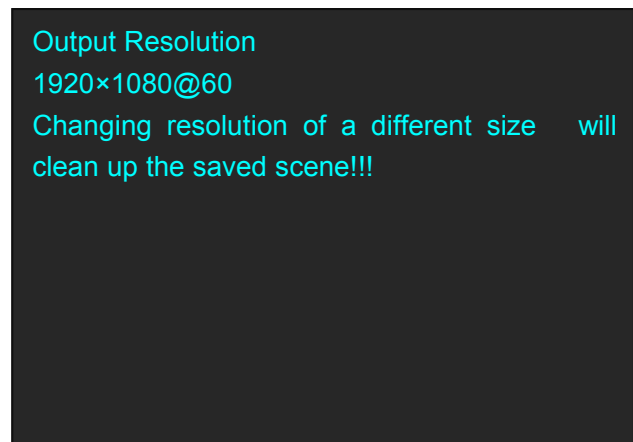 Output Resolution
1920×1080@60
Changing resolution of a different size will
clean up the saved scene!!!